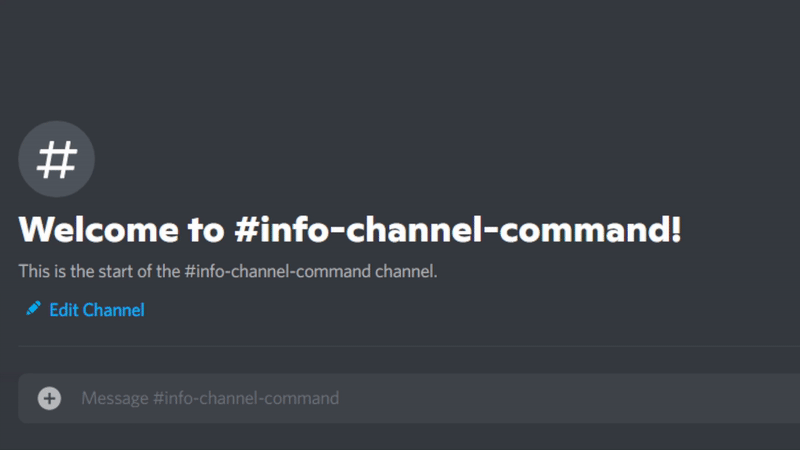 #
Welcome to #info-channel-command!
This is the start of the #info-channel-command channel.
Edit Channel
Message #info-channel-command